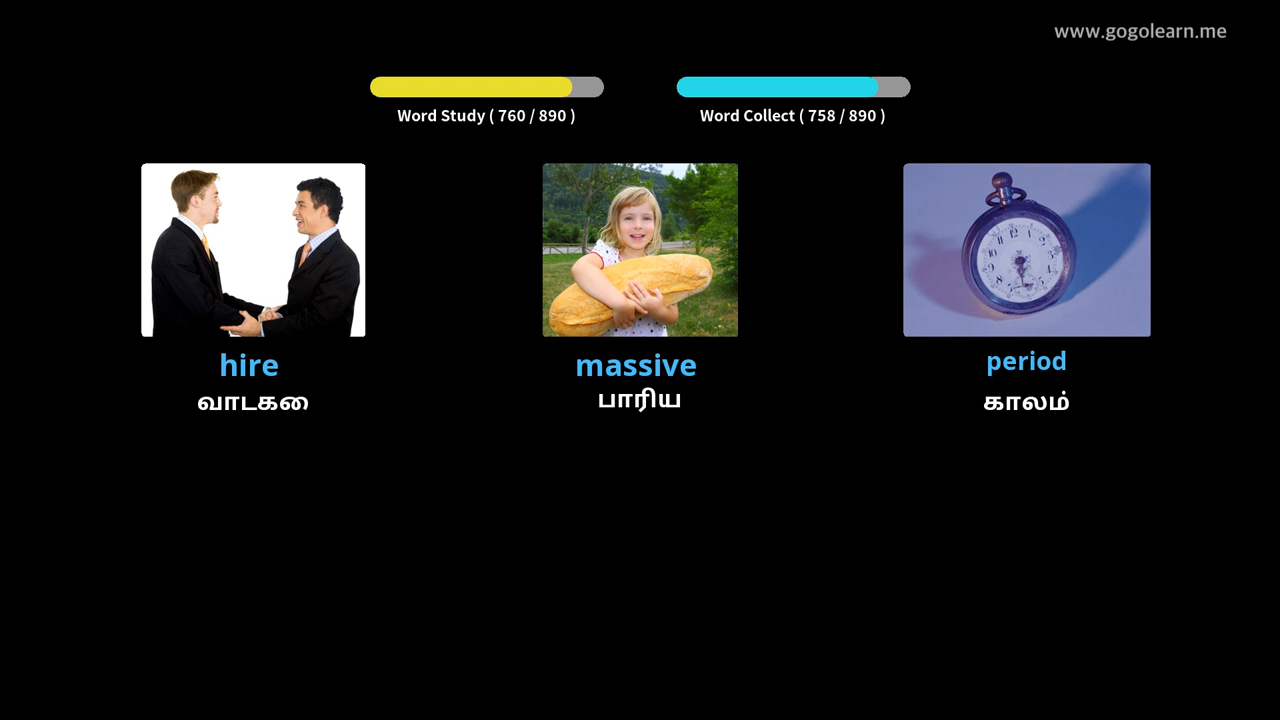 www.gogolearn.me
Word Study ( 760 / 890 )
Word Collect ( 758 / 890 )
hire
massive
period
வாடகை
பாரிய
காலம்